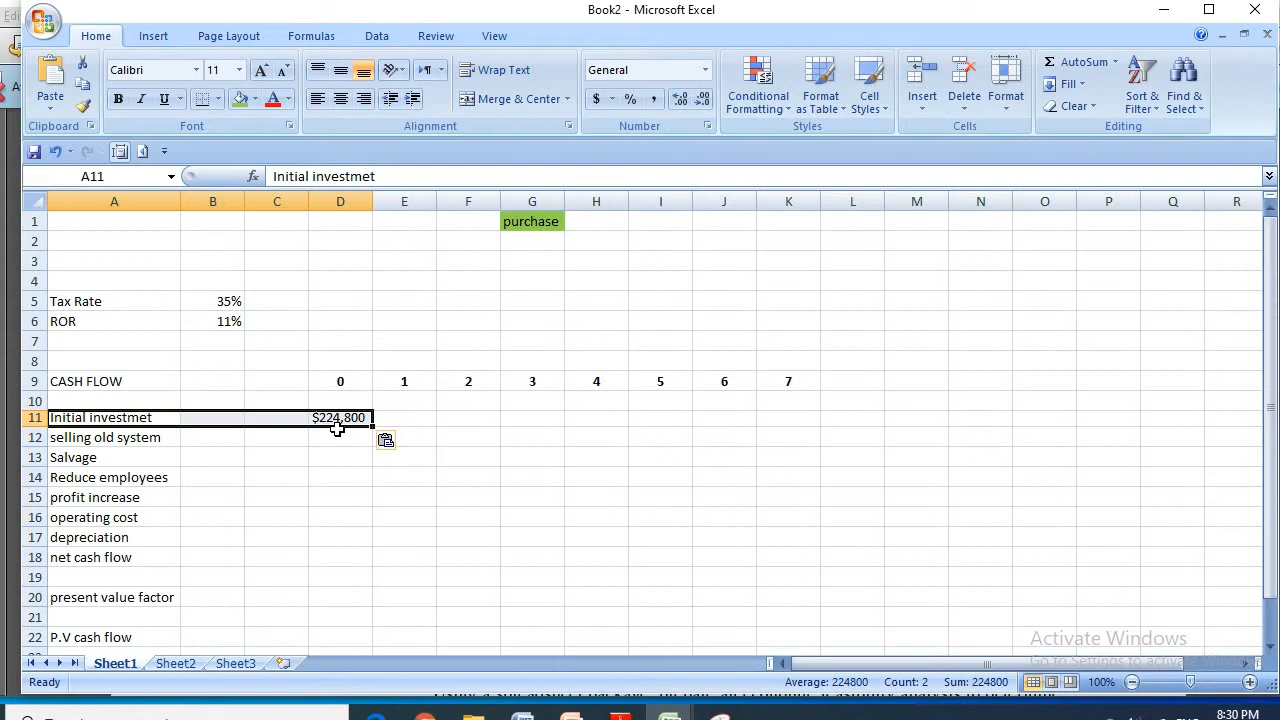 Book2 - Microsoft Excel
Home Insert Page Layout Formulas Data Review View
Calibri 11 Wrap Text General AutoSum
Paste Fill
B I U Merge & Center $ % , Conditional Formatting Format as Table Cell Styles Insert Delete Format Clear Sort & Filter Find & Select
Clipboard Font Alignment Number Styles Cells Editing
A11 fx Initial investmet
A B C D E F G H I J K L M N O P Q R
1 purchase
2
3
4
5 Tax Rate 35%
6 ROR 11%
7
8
9 CASH FLOW 0 1 2 3 4 5 6 7
10
11 Initial investmet $224,800
12 selling old system
13 Salvage
14 Reduce employees
15 profit increase
16 operating cost
17 depreciation
18 net cash flow
19
20 present value factor
21
22 P.V cash flow
Activate Windows
Go to Settings to activate
Sheet1 Sheet2 Sheet3
Ready Average: 224800 Count: 2 Sum: 224800 100%
8:30 PM